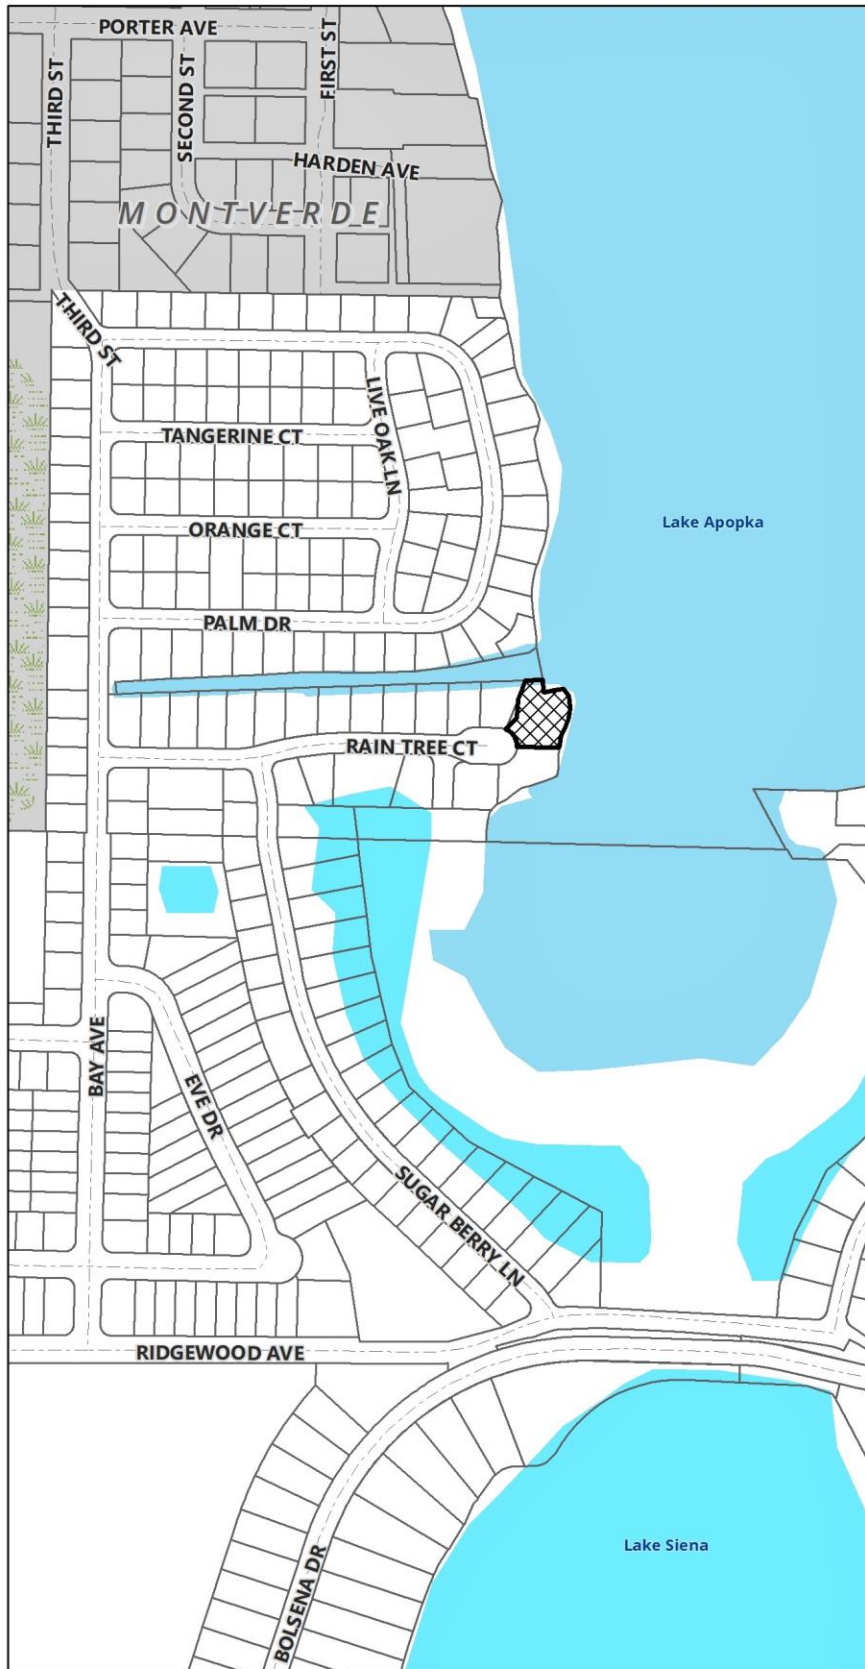 PORTER AVE
THIRD ST
SECOND ST
FIRST ST
HARDEN AVE
MONTVERDE
THIRD ST
LIVE OAK LN
TANGERINE CT
ORANGE CT
Lake Apopka
PALM DR
RAIN TREE CT
BAY AVE
EVE DR
SUGAR BERRY LN
RIDGEWOOD AVE
Lake Siena
BOLSENA DR